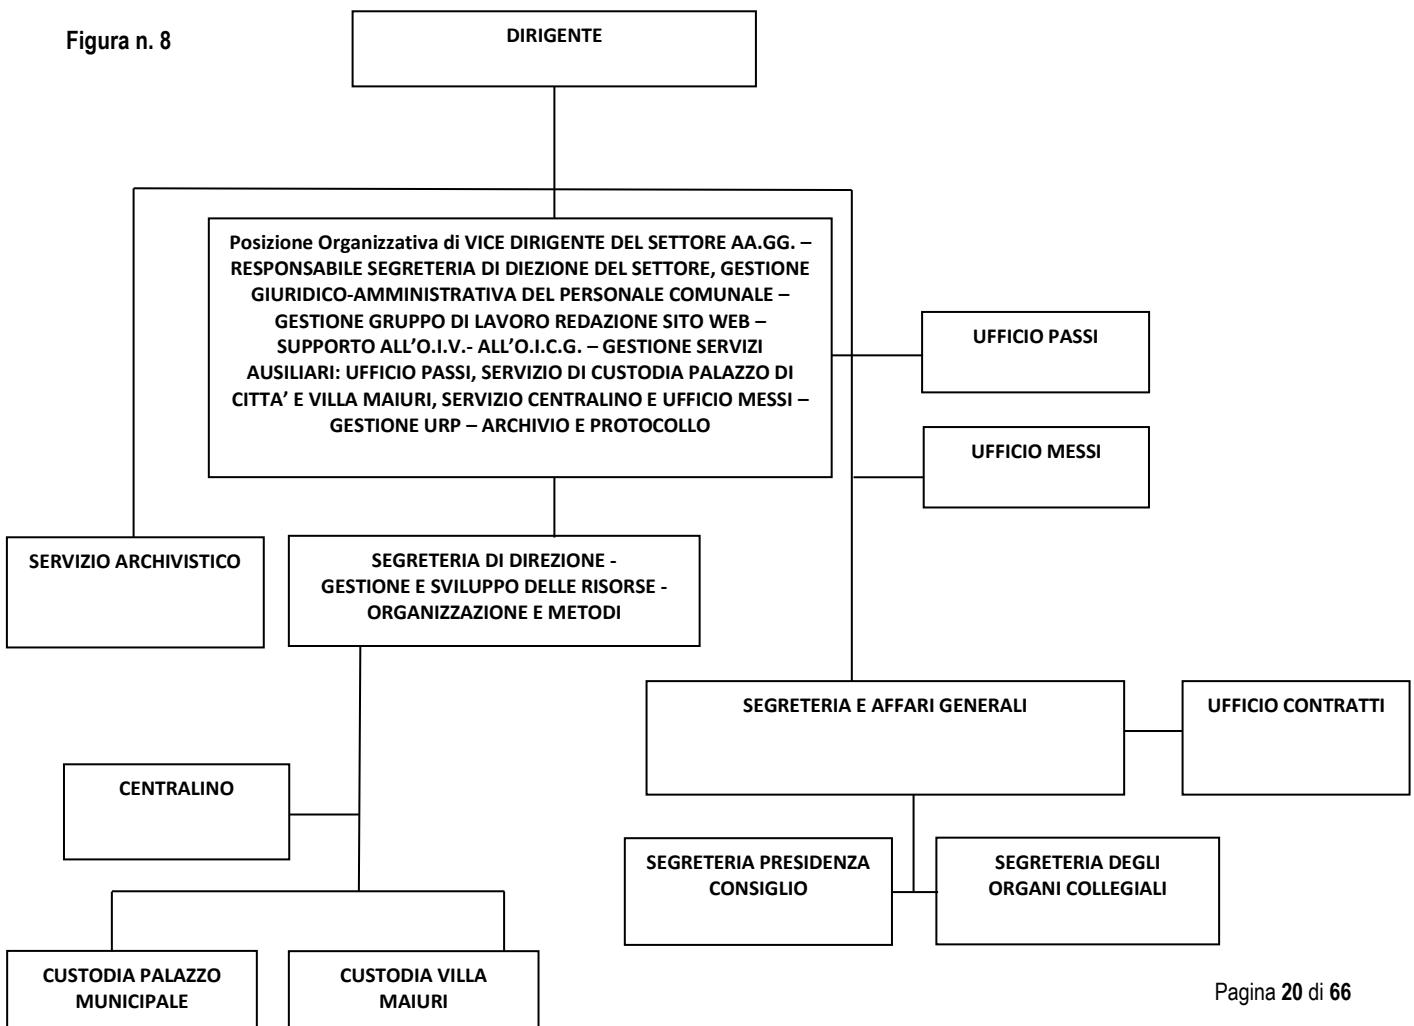 Figura n. 8
DIRIGENTE
Posizione Organizzativa di VICE DIRIGENTE DEL SETTORE AA.GG. –
RESPONSABILE SEGRETERIA DI DIEZIONE DEL SETTORE, GESTIONE
GIURIDICO-AMMINISTRATIVA DEL PERSONALE COMUNALE –
GESTIONE GRUPPO DI LAVORO REDAZIONE SITO WEB –
SUPPORTO ALL’O.I.V.- ALL’O.I.C.G. – GESTIONE SERVIZI
AUSILIARI: UFFICIO PASSI, SERVIZIO DI CUSTODIA PALAZZO DI
CITTA’ E VILLA MAIURI, SERVIZIO CENTRALINO E UFFICIO MESSI –
GESTIONE URP – ARCHIVIO E PROTOCOLLO
UFFICIO PASSI
UFFICIO MESSI
SERVIZIO ARCHIVISTICO
SEGRETERIA DI DIREZIONE -
GESTIONE E SVILUPPO DELLE RISORSE -
ORGANIZZAZIONE E METODI
SEGRETERIA E AFFARI GENERALI
UFFICIO CONTRATTI
CENTRALINO
SEGRETERIA PRESIDENZA
CONSIGLIO
SEGRETERIA DEGLI
ORGANI COLLEGIALI
CUSTODIA PALAZZO
MUNICIPALE
CUSTODIA VILLA
MAIURI
Pagina 20 di 66